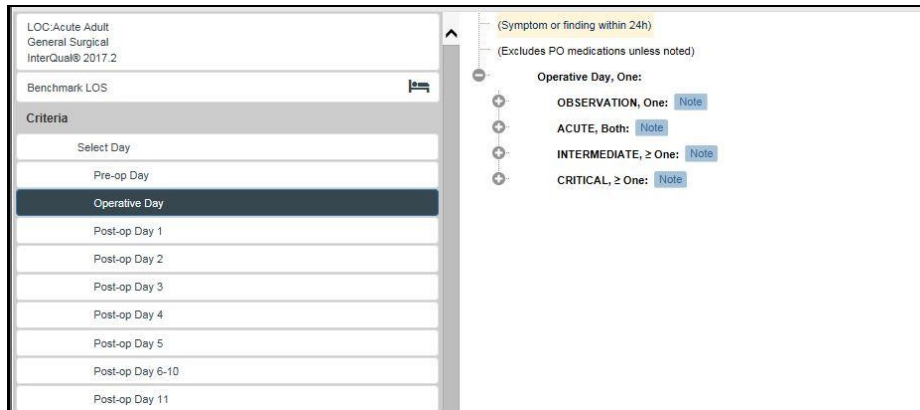 LOC:Acute Adult
General Surgical
InterQual® 2017.2
Benchmark LOS
Criteria
Select Day
Pre-op Day
Operative Day
Post-op Day 1
Post-op Day 2
Post-op Day 3
Post-op Day 4
Post-op Day 5
Post-op Day 6-10
Post-op Day 11
(Symptom or finding within 24h)
(Excludes PO medications unless noted)
Operative Day, One:
OBSERVATION, One: Note
ACUTE, Both: Note
INTERMEDIATE, ≥ One: Note
CRITICAL, ≥ One: Note